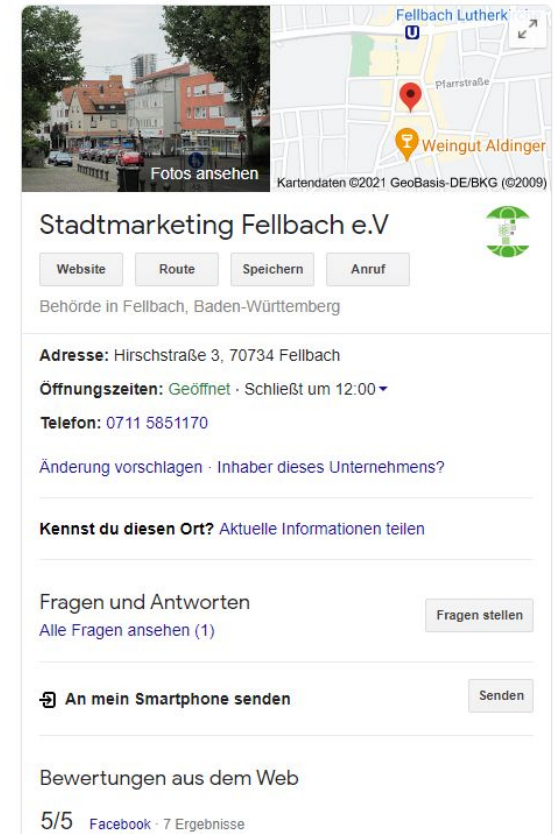 Fellbach Lutherki
U
Pfarrstraße
Weingut Aldinger
Fotos ansehen
Kartendaten ©2021 GeoBasis-DE/BKG (©2009)
Stadtmarketing Fellbach e.V
Website Route Speichern Anruf
Behörde in Fellbach, Baden-Württemberg
Adresse: Hirschstraße 3, 70734 Fellbach
Öffnungszeiten: Geöffnet · Schließt um 12:00
Telefon: 0711 5851170
Änderung vorschlagen · Inhaber dieses Unternehmens?
Kennst du diesen Ort? Aktuelle Informationen teilen
Fragen und Antworten
Fragen stellen
Alle Fragen ansehen (1)
An mein Smartphone senden Senden
Bewertungen aus dem Web
5/5 Facebook · 7 Ergebnisse